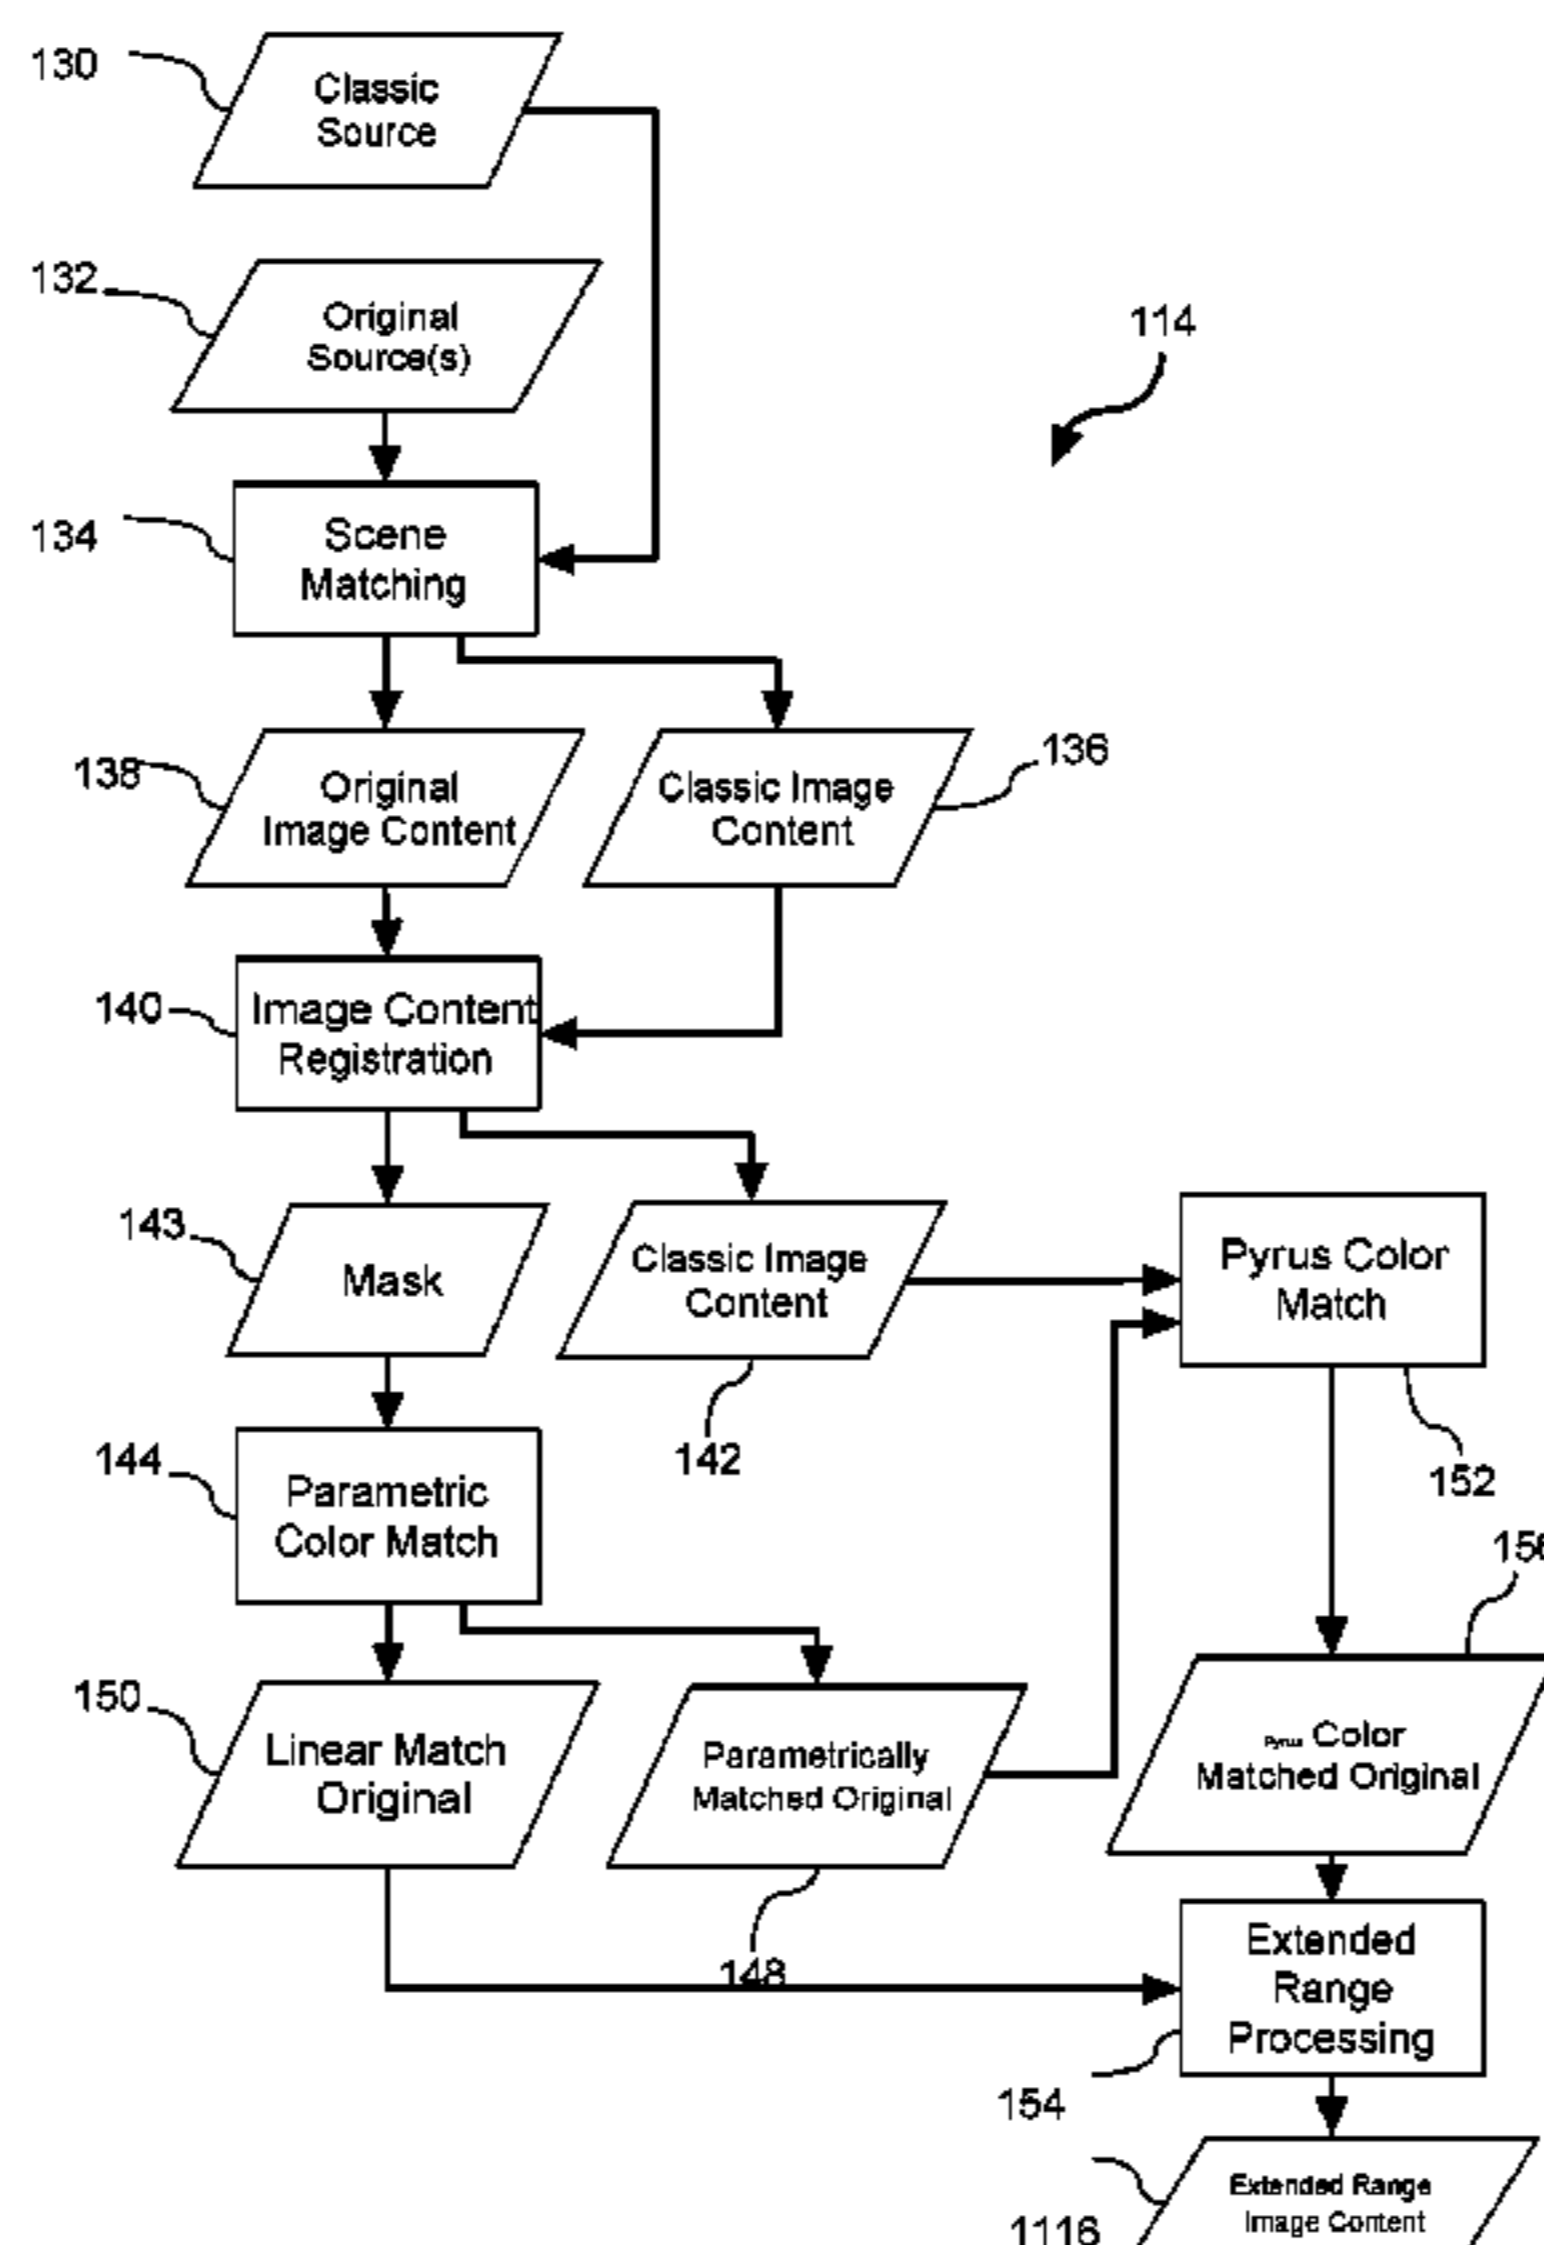 130
Classic
Source
132
Original
Source(s)
114
134
Scene
Matching
138
Original
Image Content
Classic Image
Content
136
140
Image Content
Registration
143
Mask
Classic Image
Content
142
Pyrus Color
Match
152
144
Parametric
Color Match
150
Linear Match
Original
Parametrically
Matched Original
148
156
Pyrus Color
Matched Original
Extended
Range
Processing
154
Extended Range
Image Content
1116